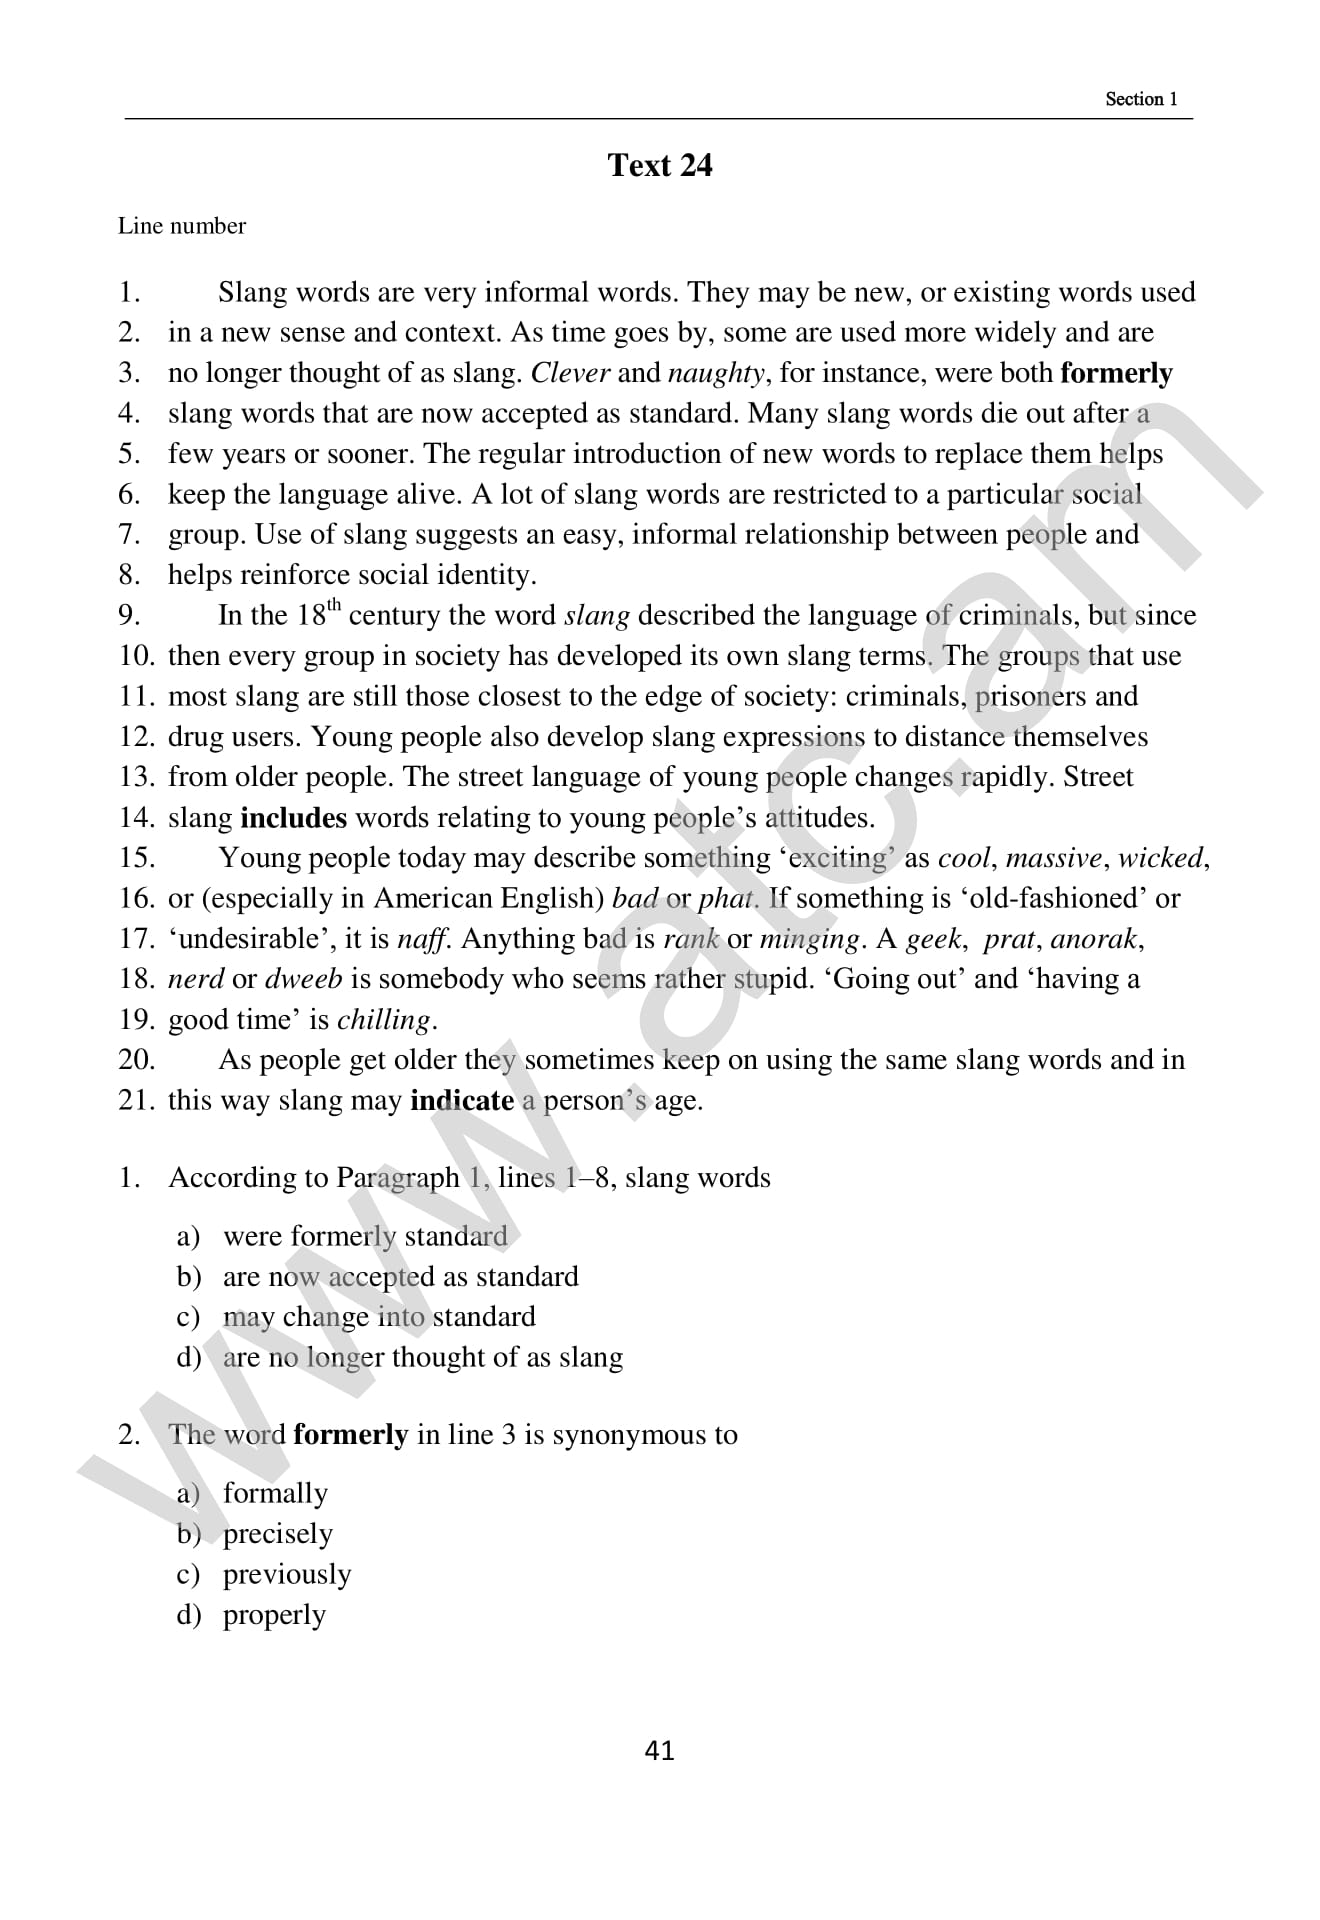 Section 1
Text 24
Line number
1. Slang words are very informal words. They may be new, or existing words used
2. in a new sense and context. As time goes by, some are used more widely and are
3. no longer thought of as slang. Clever and naughty, for instance, were both formerly
4. slang words that are now accepted as standard. Many slang words die out after a
5. few years or sooner. The regular introduction of new words to replace them helps
6. keep the language alive. A lot of slang words are restricted to a particular social
7. group. Use of slang suggests an easy, informal relationship between people and
8. helps reinforce social identity.
9. In the 18th century the word slang described the language of criminals, but since
10. then every group in society has developed its own slang terms. The groups that use
11. most slang are still those closest to the edge of society: criminals, prisoners and
12. drug users. Young people also develop slang expressions to distance themselves
13. from older people. The street language of young people changes rapidly. Street
14. slang includes words relating to young people’s attitudes.
15. Young people today may describe something ‘exciting’ as cool, massive, wicked,
16. or (especially in American English) bad or phat. If something is ‘old-fashioned’ or
17. ‘undesirable’, it is naff. Anything bad is rank or minging. A geek, prat, anorak,
18. nerd or dweeb is somebody who seems rather stupid. ‘Going out’ and ‘having a
19. good time’ is chilling.
20. As people get older they sometimes keep on using the same slang words and in
21. this way slang may indicate a person’s age.
1. According to Paragraph 1, lines 1–8, slang words
a) were formerly standard
b) are now accepted as standard
c) may change into standard
d) are no longer thought of as slang
2. The word formerly in line 3 is synonymous to
a) formally
b) precisely
c) previously
d) properly
41
www.atc.am